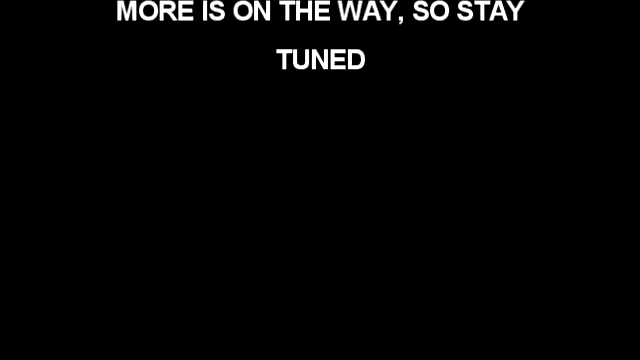 MORE IS ON THE WAY, SO STAY
TUNED